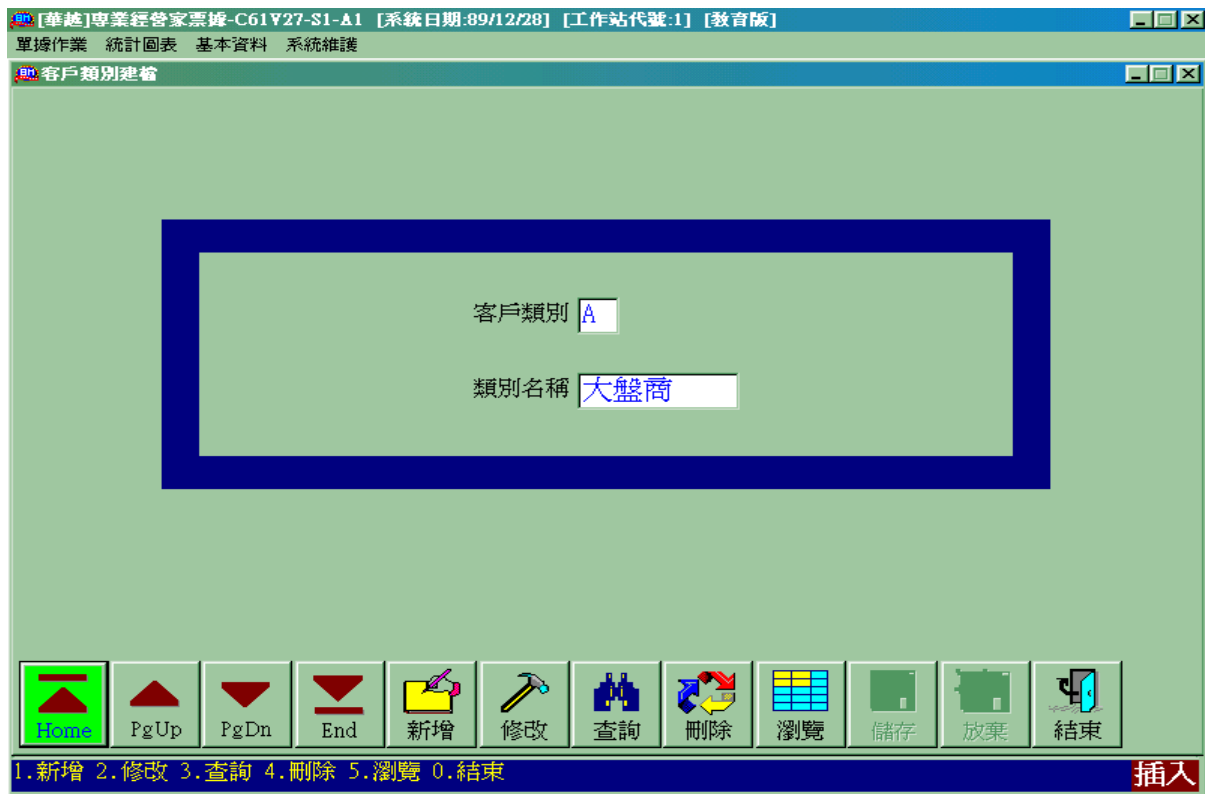 [華越]專業經營家票據-C61V27-S1-A1 [系統日期:89/12/28] [工作站代號:1] [教育版]
單據作業 統計圖表 基本資料 系統維護
客戶類別建檔
客戶類別 A
類別名稱 大盤商
Home PgUp PgDn End 新增 修改 查詢 刪除 瀏覽 儲存 放棄 結束
1.新增 2.修改 3.查詢 4.刪除 5.瀏覽 0.結束 插入